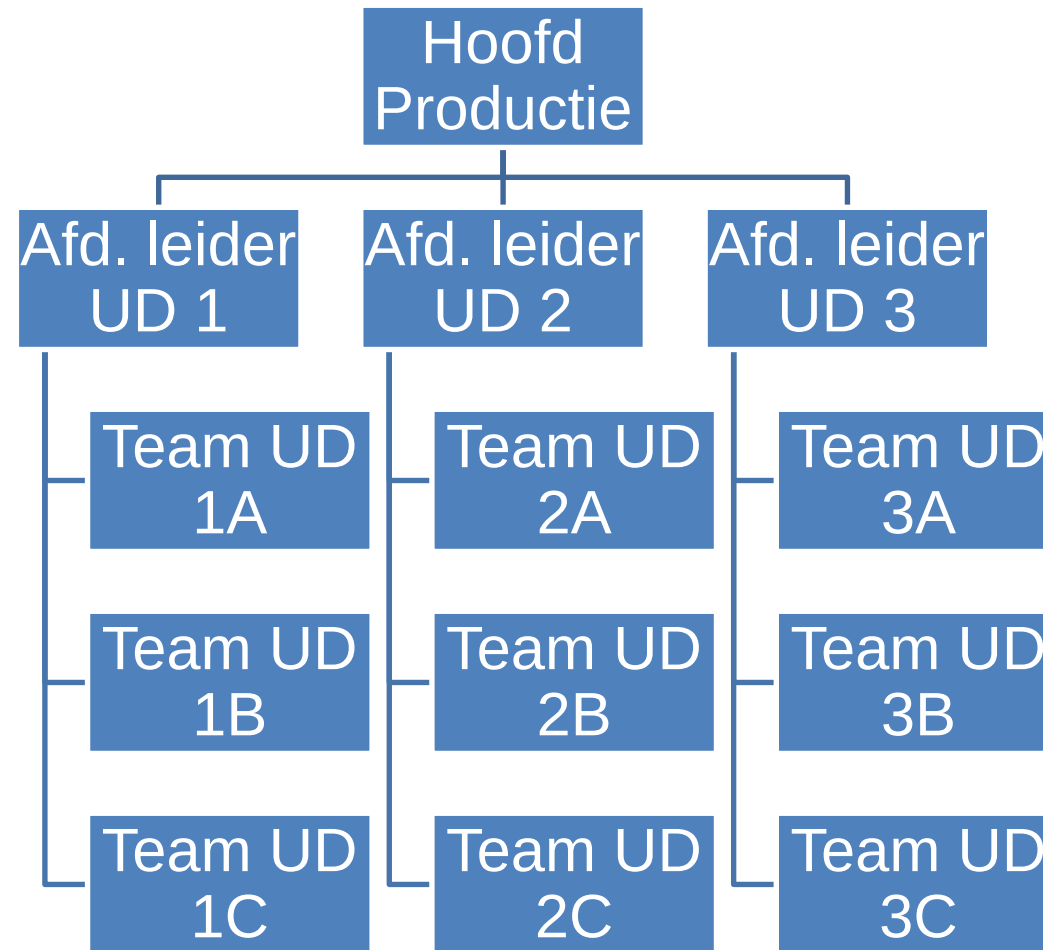 Hoofd
Productie
Afd. leider
UD 1
Afd. leider
UD 2
Afd. leider
UD 3
Team UD
1A
Team UD
1B
Team UD
1C
Team UD
2A
Team UD
2B
Team UD
2C
Team UD
3A
Team UD
3B
Team UD
3C